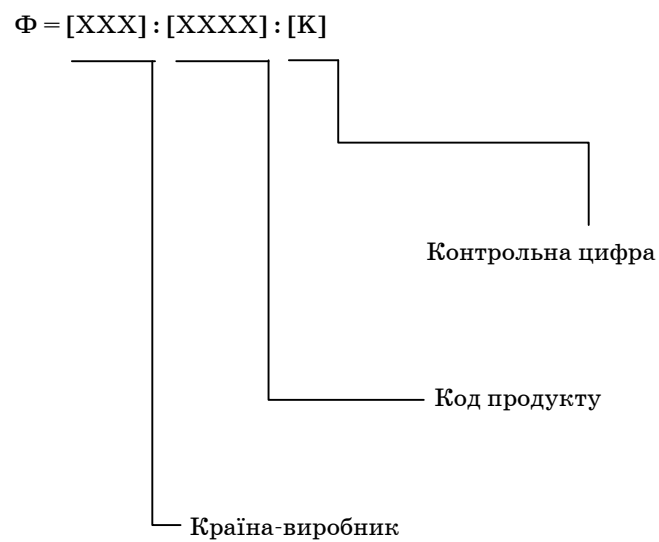 Ф = [XXX] : [XXXX] : [K]
Контрольна цифра
Код продукту
Країна-виробник